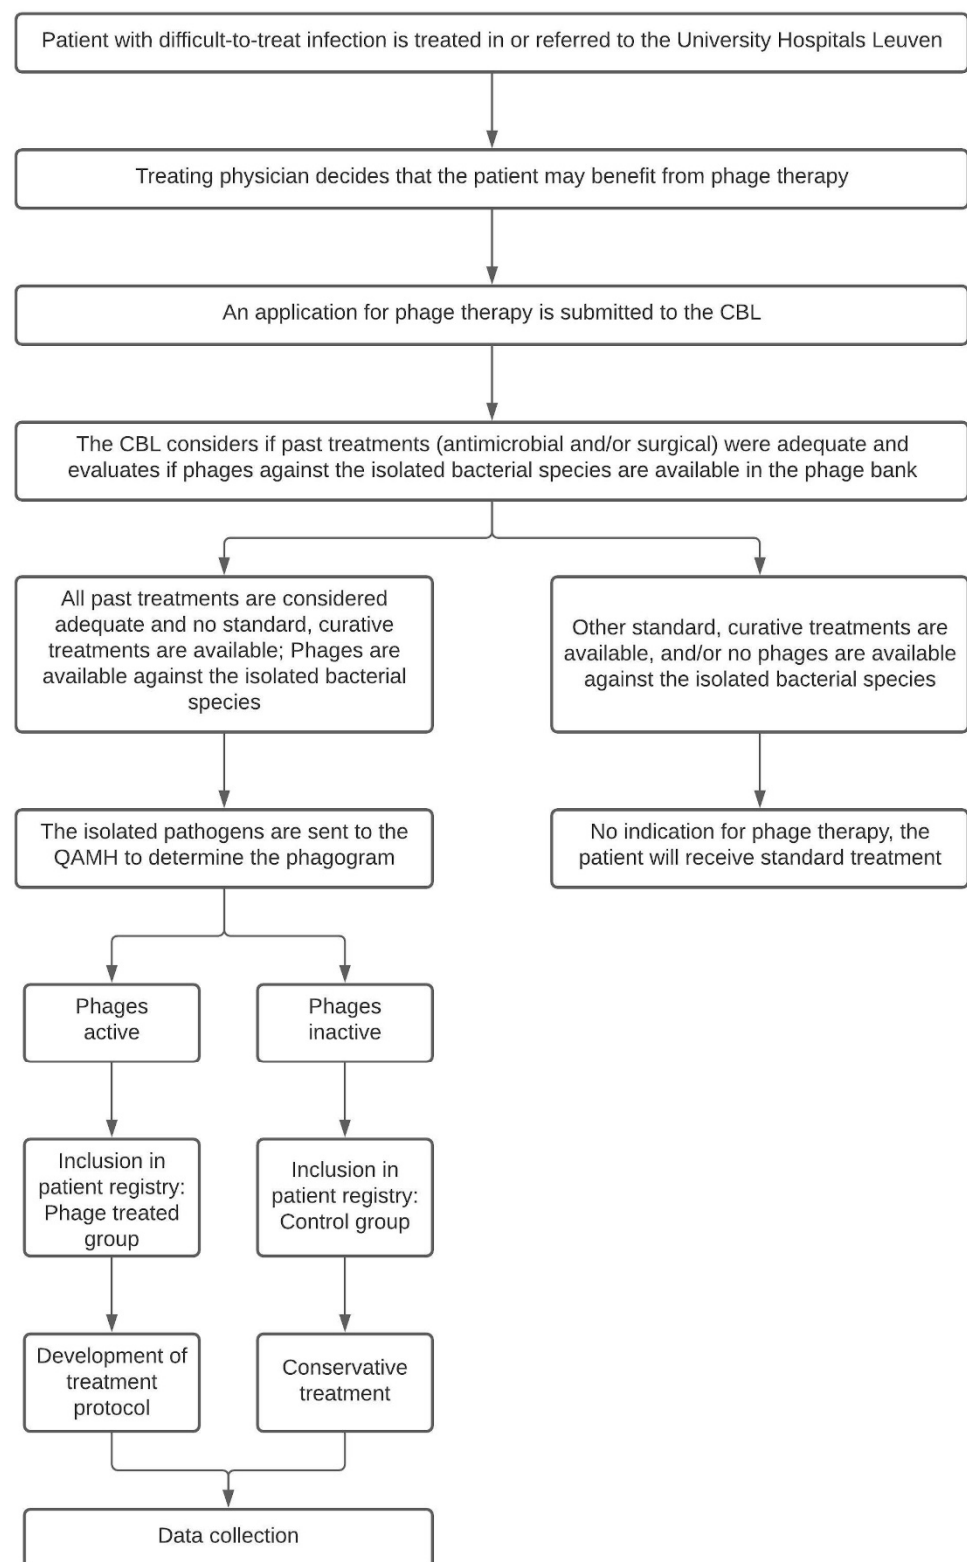 Patient with difficult-to-treat infection is treated in or referred to the University Hospitals Leuven
Treating physician decides that the patient may benefit from phage therapy
An application for phage therapy is submitted to the CBL
The CBL considers if past treatments (antimicrobial and/or surgical) were adequate and
evaluates if phages against the isolated bacterial species are available in the phage bank
All past treatments are considered
adequate and no standard, curative
treatments are available; Phages are
available against the isolated bacterial
species
Other standard, curative treatments are
available, and/or no phages are available
against the isolated bacterial species
The isolated pathogens are sent to the
QAMH to determine the phagogram
No indication for phage therapy, the
patient will receive standard treatment
Phages
active
Phages
inactive
Inclusion in
patient registry:
Phage treated
group
Inclusion in
patient registry:
Control group
Development of
treatment
protocol
Conservative
treatment
Data collection